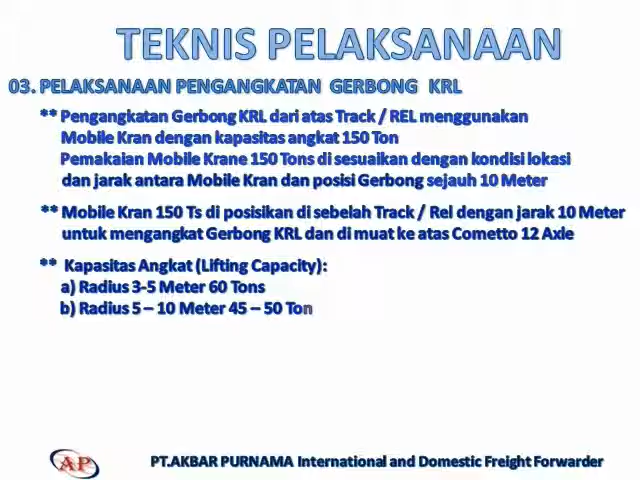 TEKNIS PELAKSANAAN
03. PELAKSANAAN PENGANGKATAN GERBONG KRL
** Pengangkatan Gerbong KRL dari atas Track / REL menggunakan
Mobile Kran dengan kapasitas angkat 150 Ton
Pemakaian Mobile Krane 150 Tons di sesuaikan dengan kondisi lokasi
dan jarak antara Mobile Kran dan posisi Gerbong sejauh 10 Meter
** Mobile Kran 150 Ts di posisikan di sebelah Track / Rel dengan jarak 10 Meter
untuk mengangkat Gerbong KRL dan di muat ke atas Cometto 12 Axle
** Kapasitas Angkat (Lifting Capacity):
a) Radius 3-5 Meter 60 Tons
b) Radius 5 – 10 Meter 45 – 50 Ton
AP
PT.AKBAR PURNAMA International and Domestic Freight Forwarder